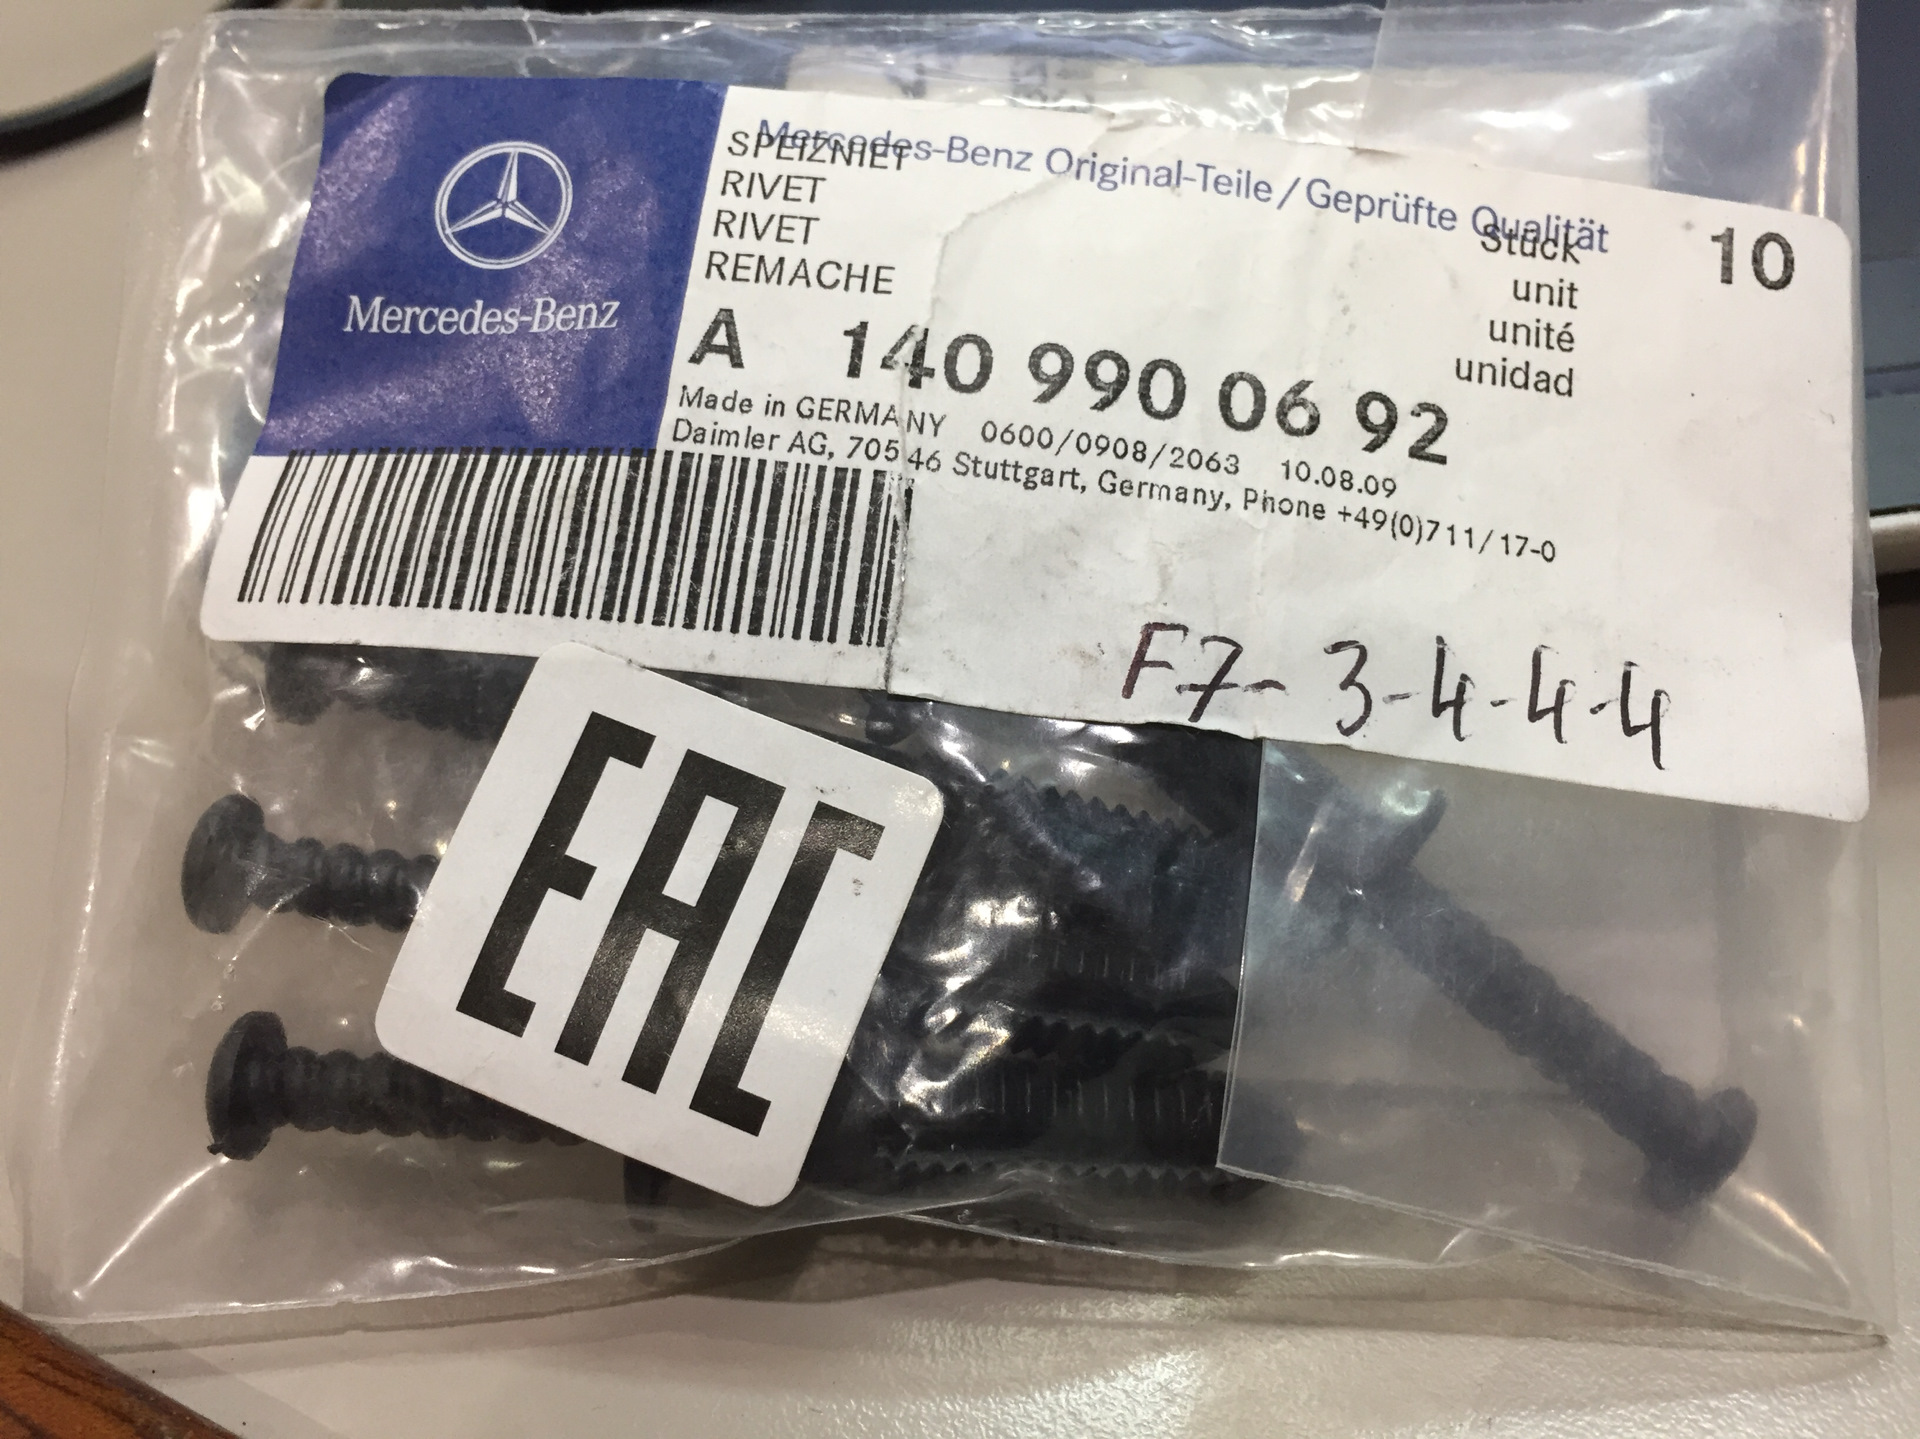 Mercedes-Benz
Mercedes-Benz Original-Teile/Geprüfte Qualität
SPEIZNIET
RIVET
RIVET
REMACHE
Stück 10
unit
unité
unidad
A 140 990 06 92
Made in GERMANY 0600/0908/2063 10.08.09
Daimler AG, 70546 Stuttgart, Germany, Phone +49(0)711/17-0
F7-3-4-4-4
EAC